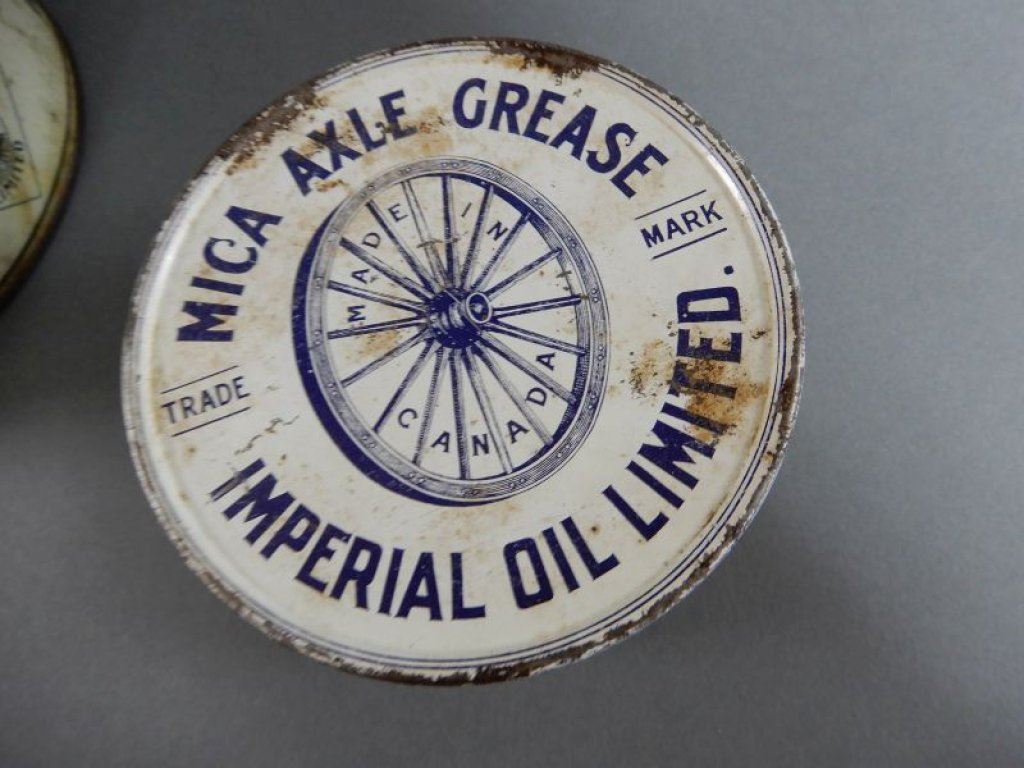 MICA AXLE GREASE
TRADE
MARK
MADE IN
CANADA
IMPERIAL OIL LIMITED.